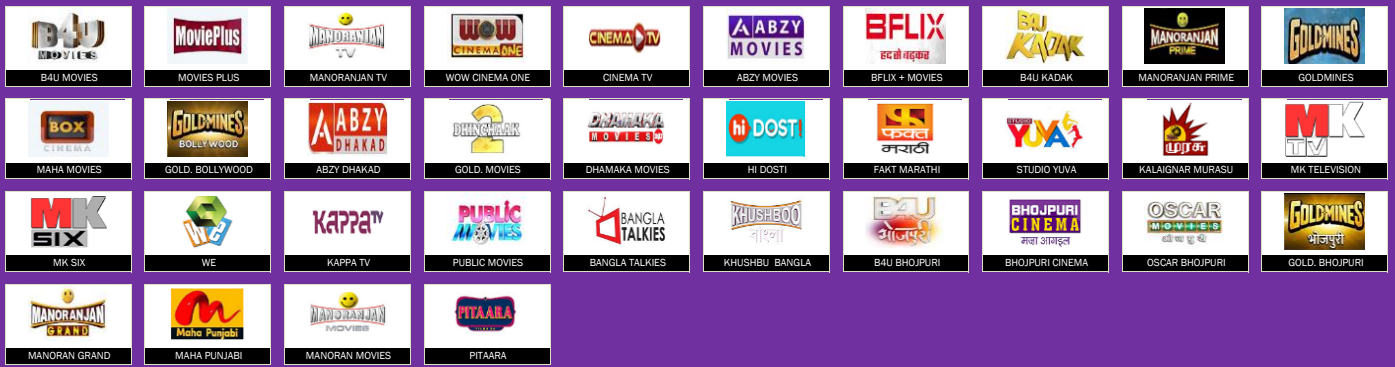 B4U
MOVIES
B4U MOVIES
MoviePlus
MOVIES PLUS
MANORANJAN
TV
MANORANJAN TV
WOW
CINEMA ONE
WOW CINEMA ONE
CINEMA TV
CINEMA TV
ABZY
MOVIES
ABZY MOVIES
BFLIX
हद से बढ़कर
BFLIX + MOVIES
B4U
KADAK
B4U KADAK
MANORANJAN
PRIME
MANORANJAN PRIME
GOLDMINES
GOLDMINES
BOX
CINEMA
MAHA MOVIES
GOLDMINES
BOLLYWOOD
GOLD. BOLLYWOOD
ABZY
DHAKAD
ABZY DHAKAD
DHINCHAAK
2
GOLD. MOVIES
DHAMAKA
MOVIES
DHAMAKA MOVIES
hi DOST!
HI DOSTI
फक्त
मराठी
FAKT MARATHI
STUDIO
YUVA
STUDIO YUVA
முரசு
KALAIGNAR MURASU
MK
TV
MK TELEVISION
MK
SIX
MK SIX
we
WE
KAPPA TV
KAPPA TV
PUBLIC
MOVIES
PUBLIC MOVIES
BANGLA
TALKIES
BANGLA TALKIES
KHUSHBOO
বাংলা
KHUSHBU BANGLA
B4U
भोजपुरी
B4U BHOJPURI
BHOJPURI
CINEMA
मजा आगइल
BHOJPURI CINEMA
OSCAR
MOVIES
भोजपुरी
OSCAR BHOJPURI
GOLDMINES
भोजपुरी
GOLD. BHOJPURI
MANORANJAN
GRAND
MANORAN GRAND
Maha Punjabi
MAHA PUNJABI
MANORANJAN
MOVIES
MANORAN MOVIES
PITAARA
PITAARA